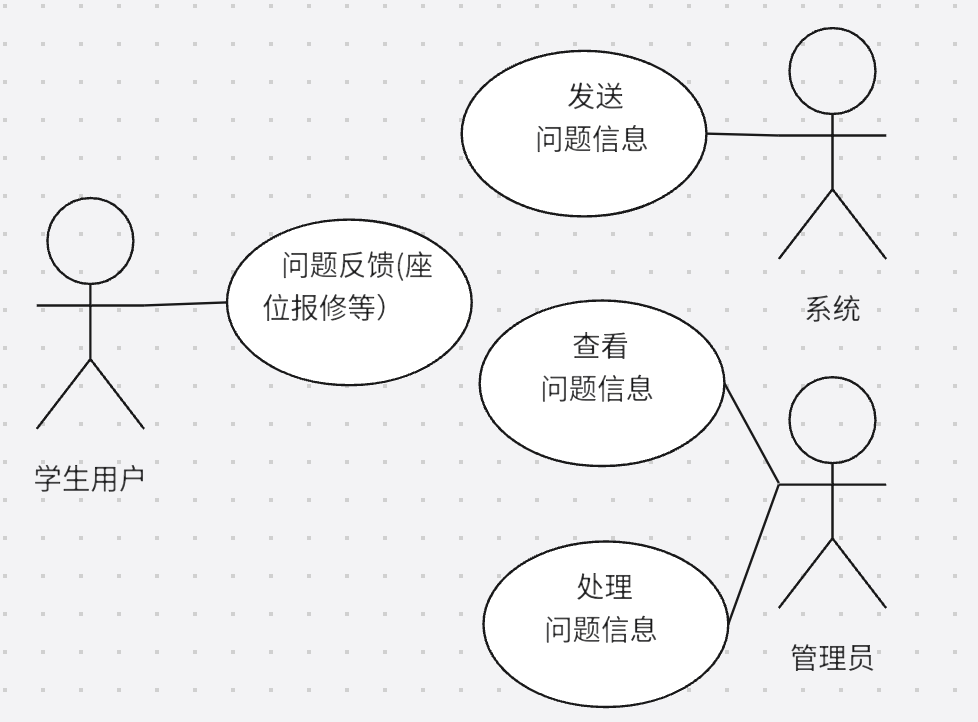 发送
问题信息
系统
问题反馈(座
位报修等）
学生用户
查看
问题信息
处理
问题信息
管理员